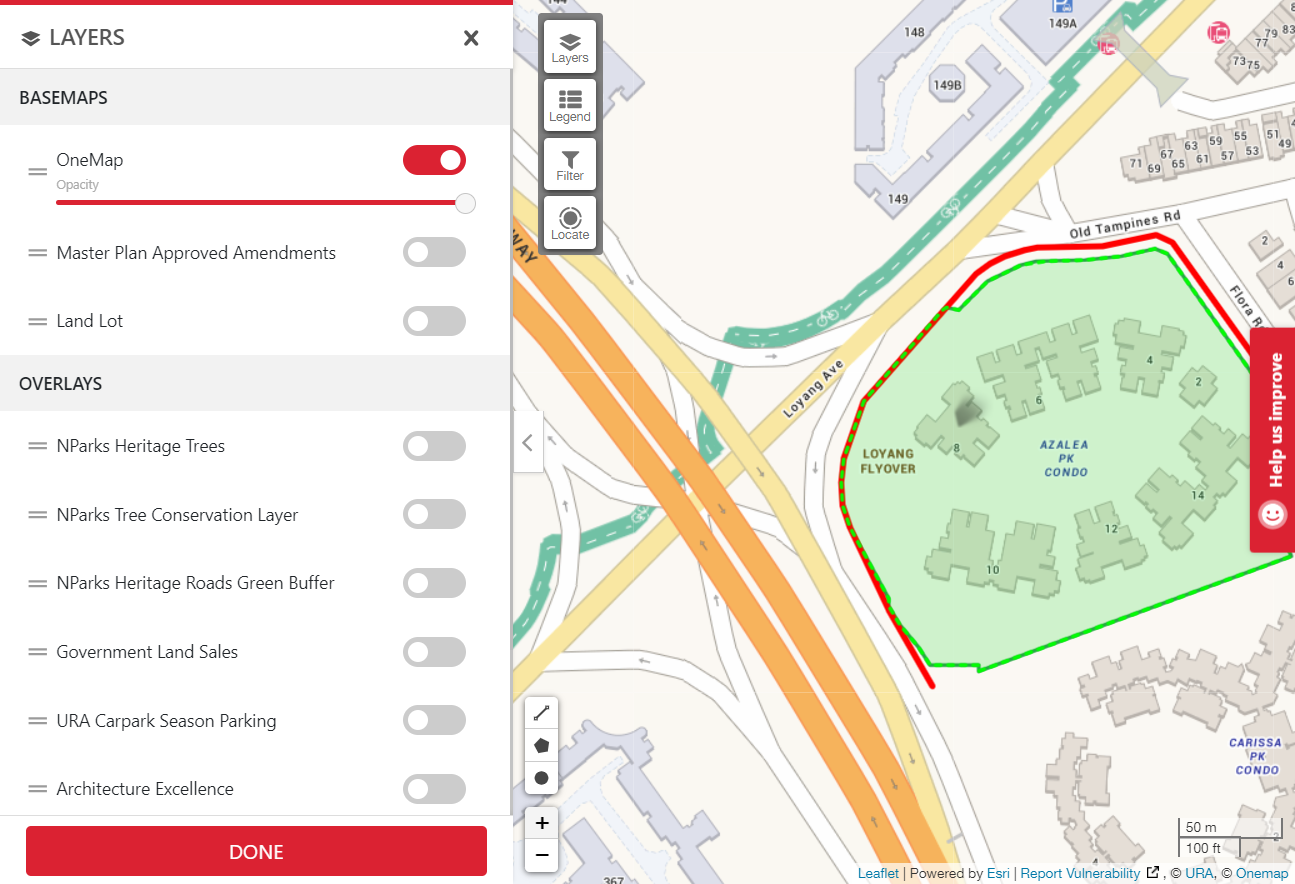 LAYERS
BASEMAPS
OneMap
Opacity
Master Plan Approved Amendments
Land Lot
OVERLAYS
NParks Heritage Trees
NParks Tree Conservation Layer
NParks Heritage Roads Green Buffer
Government Land Sales
URA Carpark Season Parking
Architecture Excellence
DONE
Layers
Legend
Filter
Locate
WAY
148
149A
149B
149
79
83
77
73
75
71
69
67
65
63
61
59
57
55
53
51
49
Old Tampines Rd
2
4
6
Flora R
Loyang Ave
LOYANG
FLYOVER
AZALEA
PK
CONDO
4
2
6
8
14
12
10
Help us improve
CARISSA
PK
CONDO
2
4
367
+
−
50 m
100 ft
Leaflet | Powered by Esri | Report Vulnerability , © URA, © Onemap